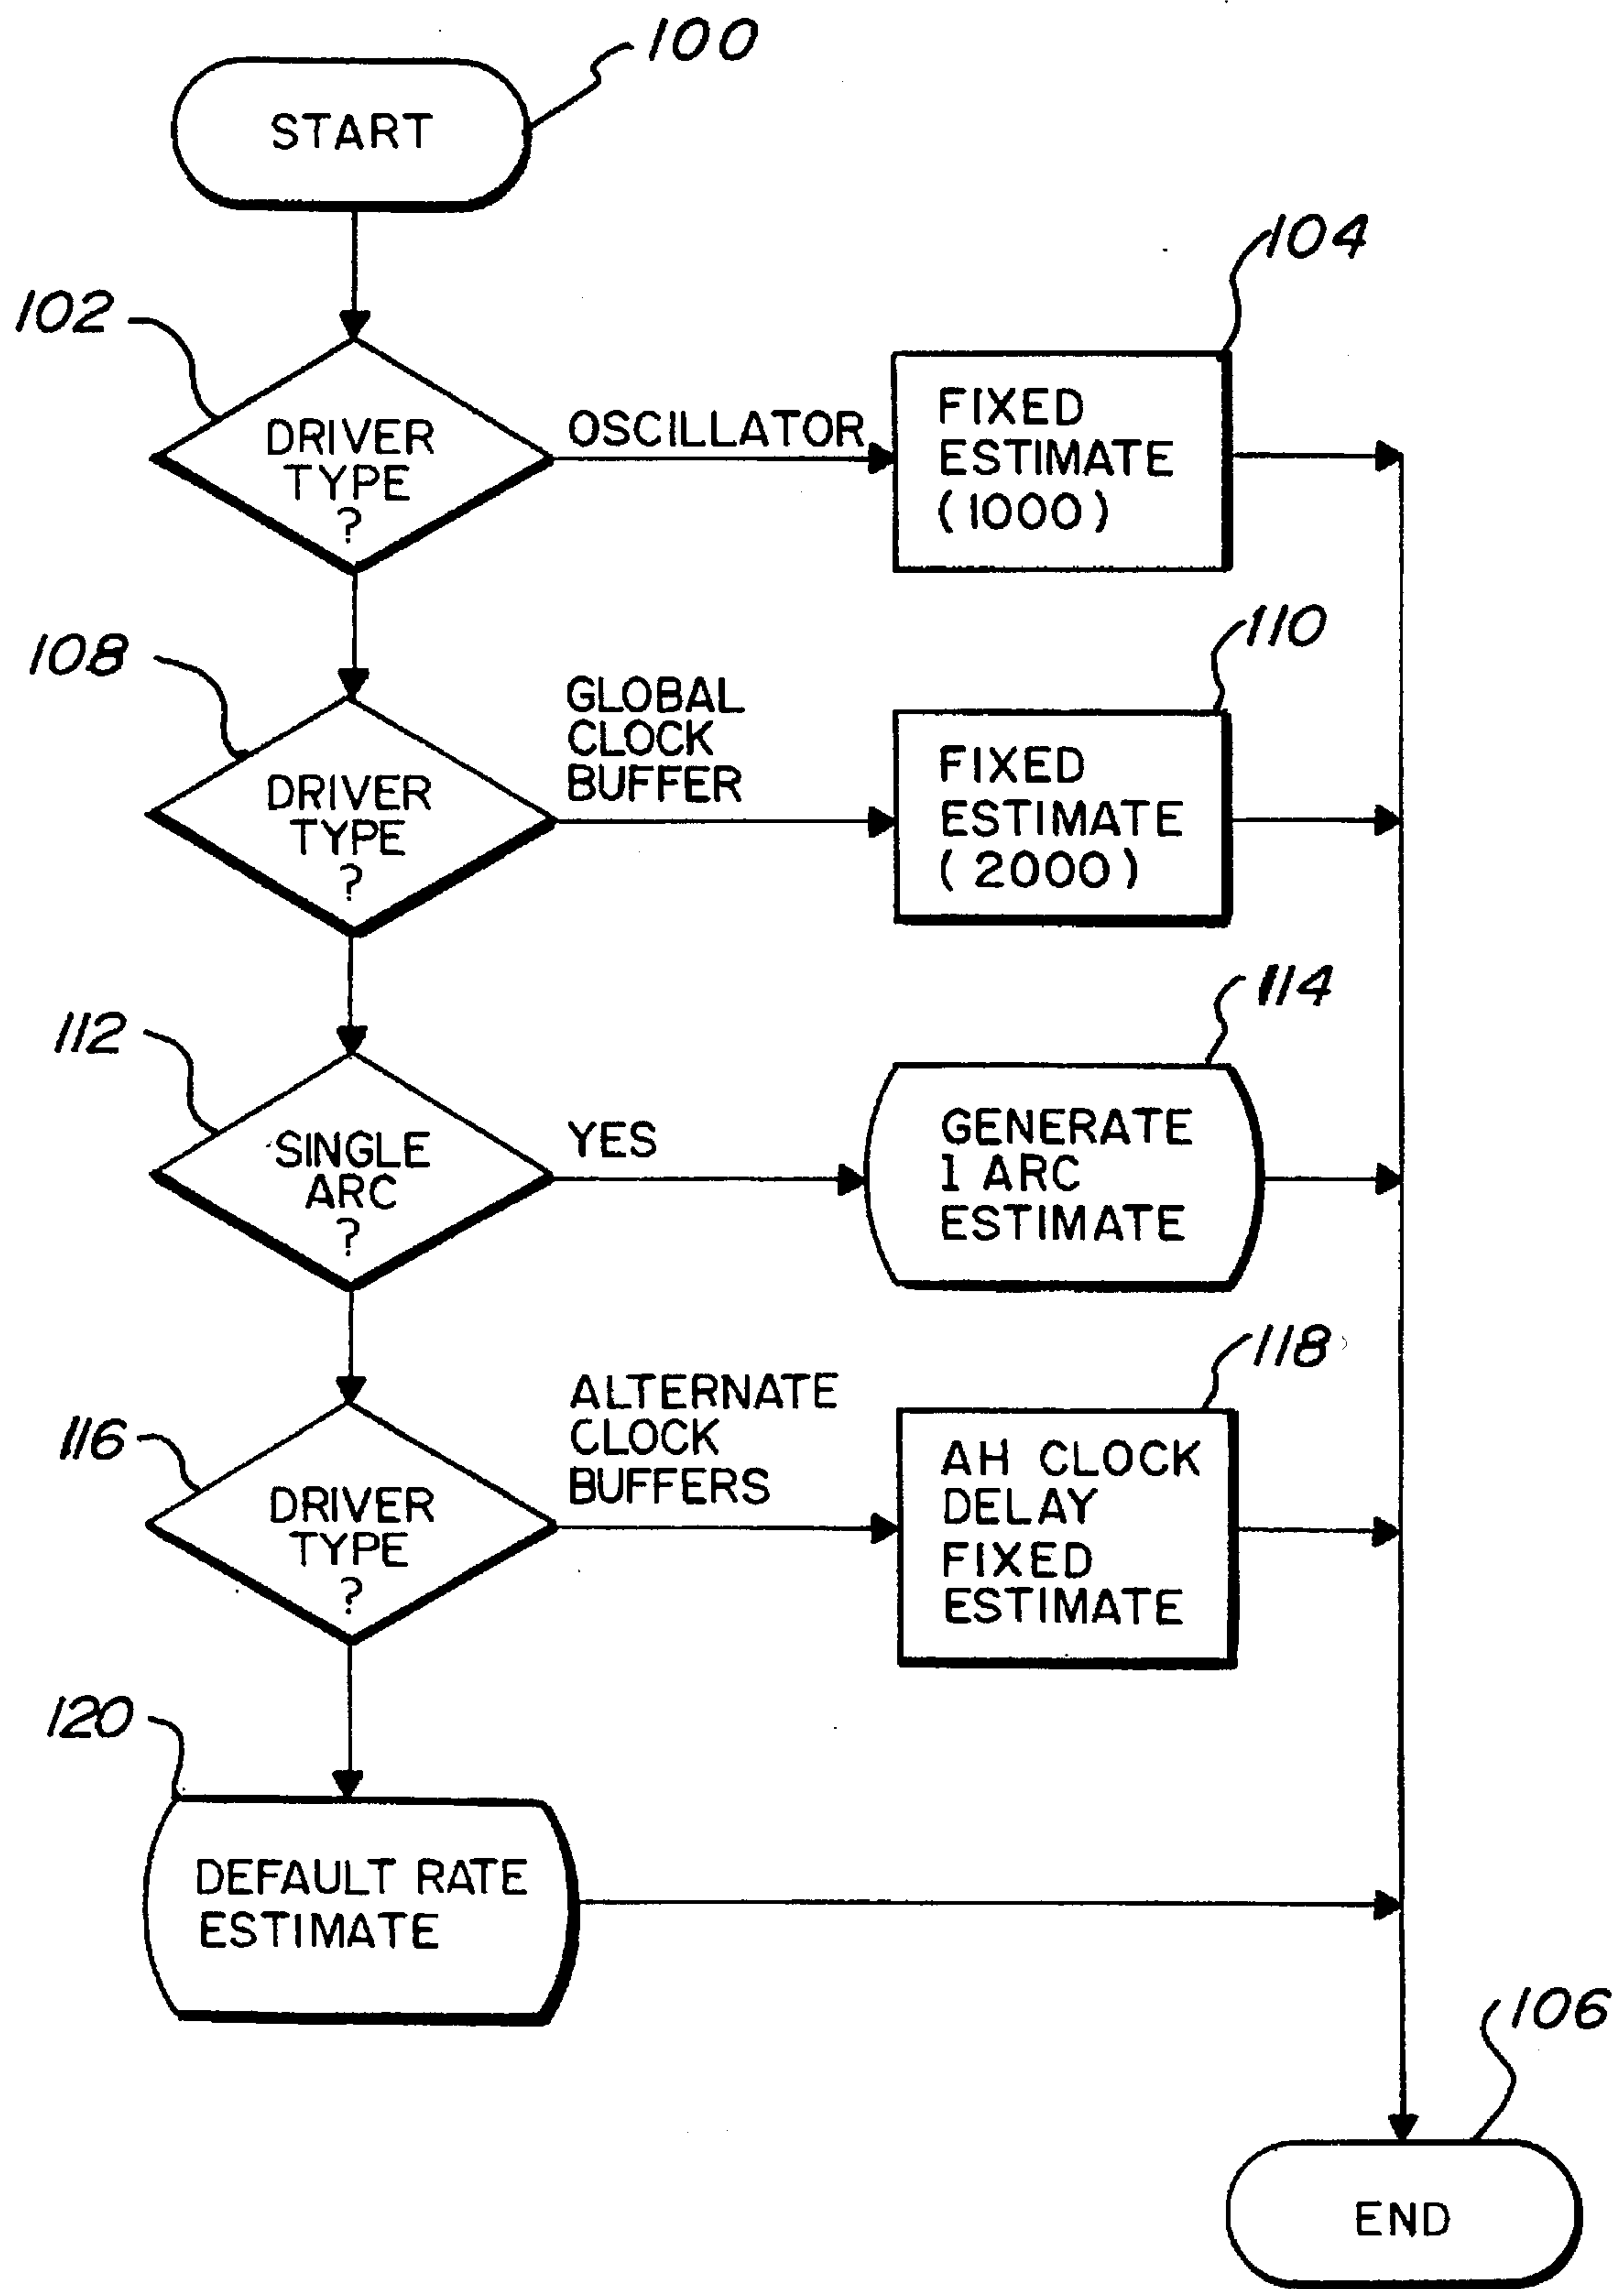 100
START
102
DRIVER
TYPE
?
OSCILLATOR
104
FIXED
ESTIMATE
(1000)
108
DRIVER
TYPE
?
GLOBAL
CLOCK
BUFFER
110
FIXED
ESTIMATE
(2000)
112
SINGLE
ARC
?
YES
114
GENERATE
1 ARC
ESTIMATE
116
DRIVER
TYPE
?
ALTERNATE
CLOCK
BUFFERS
118
AH CLOCK
DELAY
FIXED
ESTIMATE
120
DEFAULT RATE
ESTIMATE
106
END